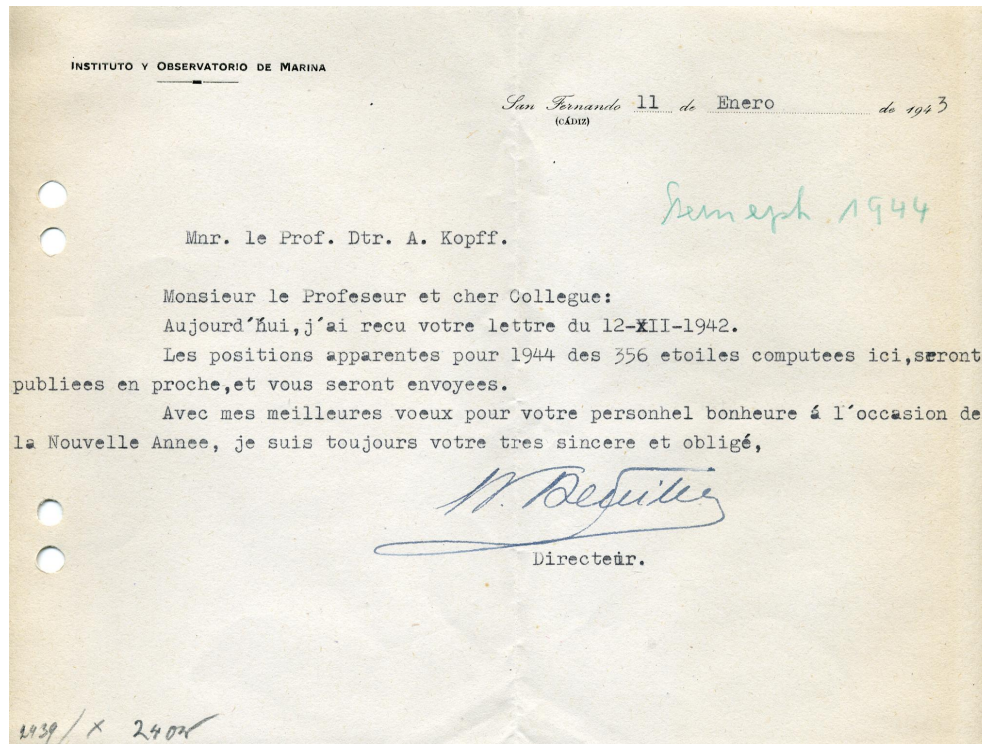 INSTITUTO Y OBSERVATORIO DE MARINA
San Fernando 11 de Enero de 1943
(CÁDIZ)
1944
Mnr. le Prof. Dtr. A. Kopff.
Monsieur le Profeseur et cher Collegue:
Aujourd´hui,j´ai recu votre lettre du 12-XII-1942.
Les positions apparentes pour 1944 des 356 etoiles computees ici,seront
publiees en proche,et vous seront envoyees.
Avec mes meilleures voeux pour votre personhel bonheure á l´occasion de
la Nouvelle Annee, je suis toujours votre tres sincere et obligé,
W.
Directeur.
2939/X